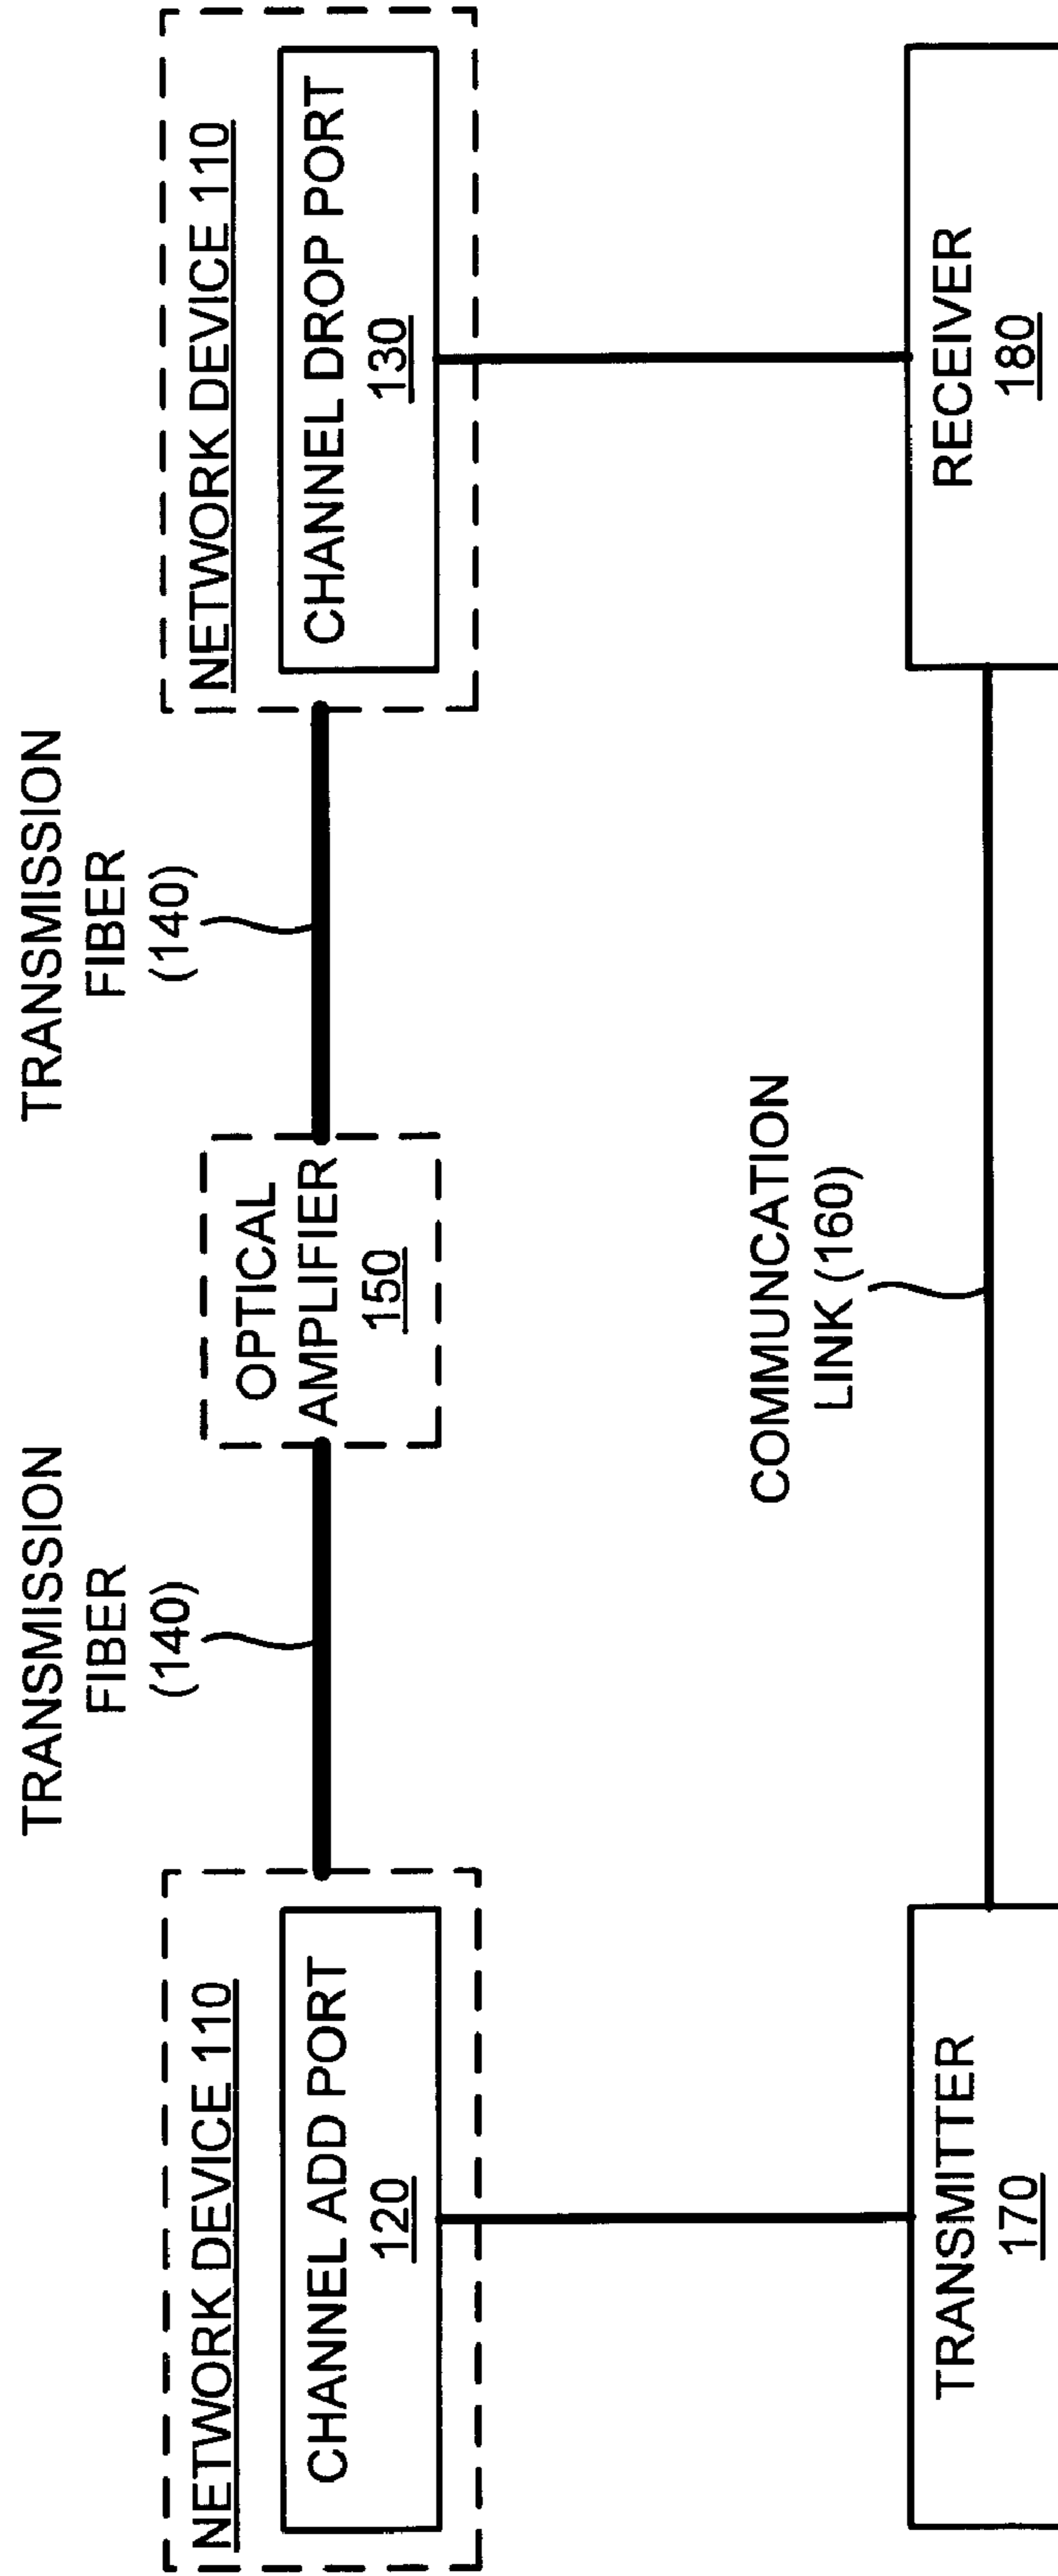 TRANSMISSION
FIBER
(140)
TRANSMISSION
FIBER
(140)
NETWORK DEVICE 110
CHANNEL ADD PORT
120
OPTICAL
AMPLIFIER
150
NETWORK DEVICE 110
CHANNEL DROP PORT
130
COMMUNCATION
LINK (160)
TRANSMITTER
170
RECEIVER
180